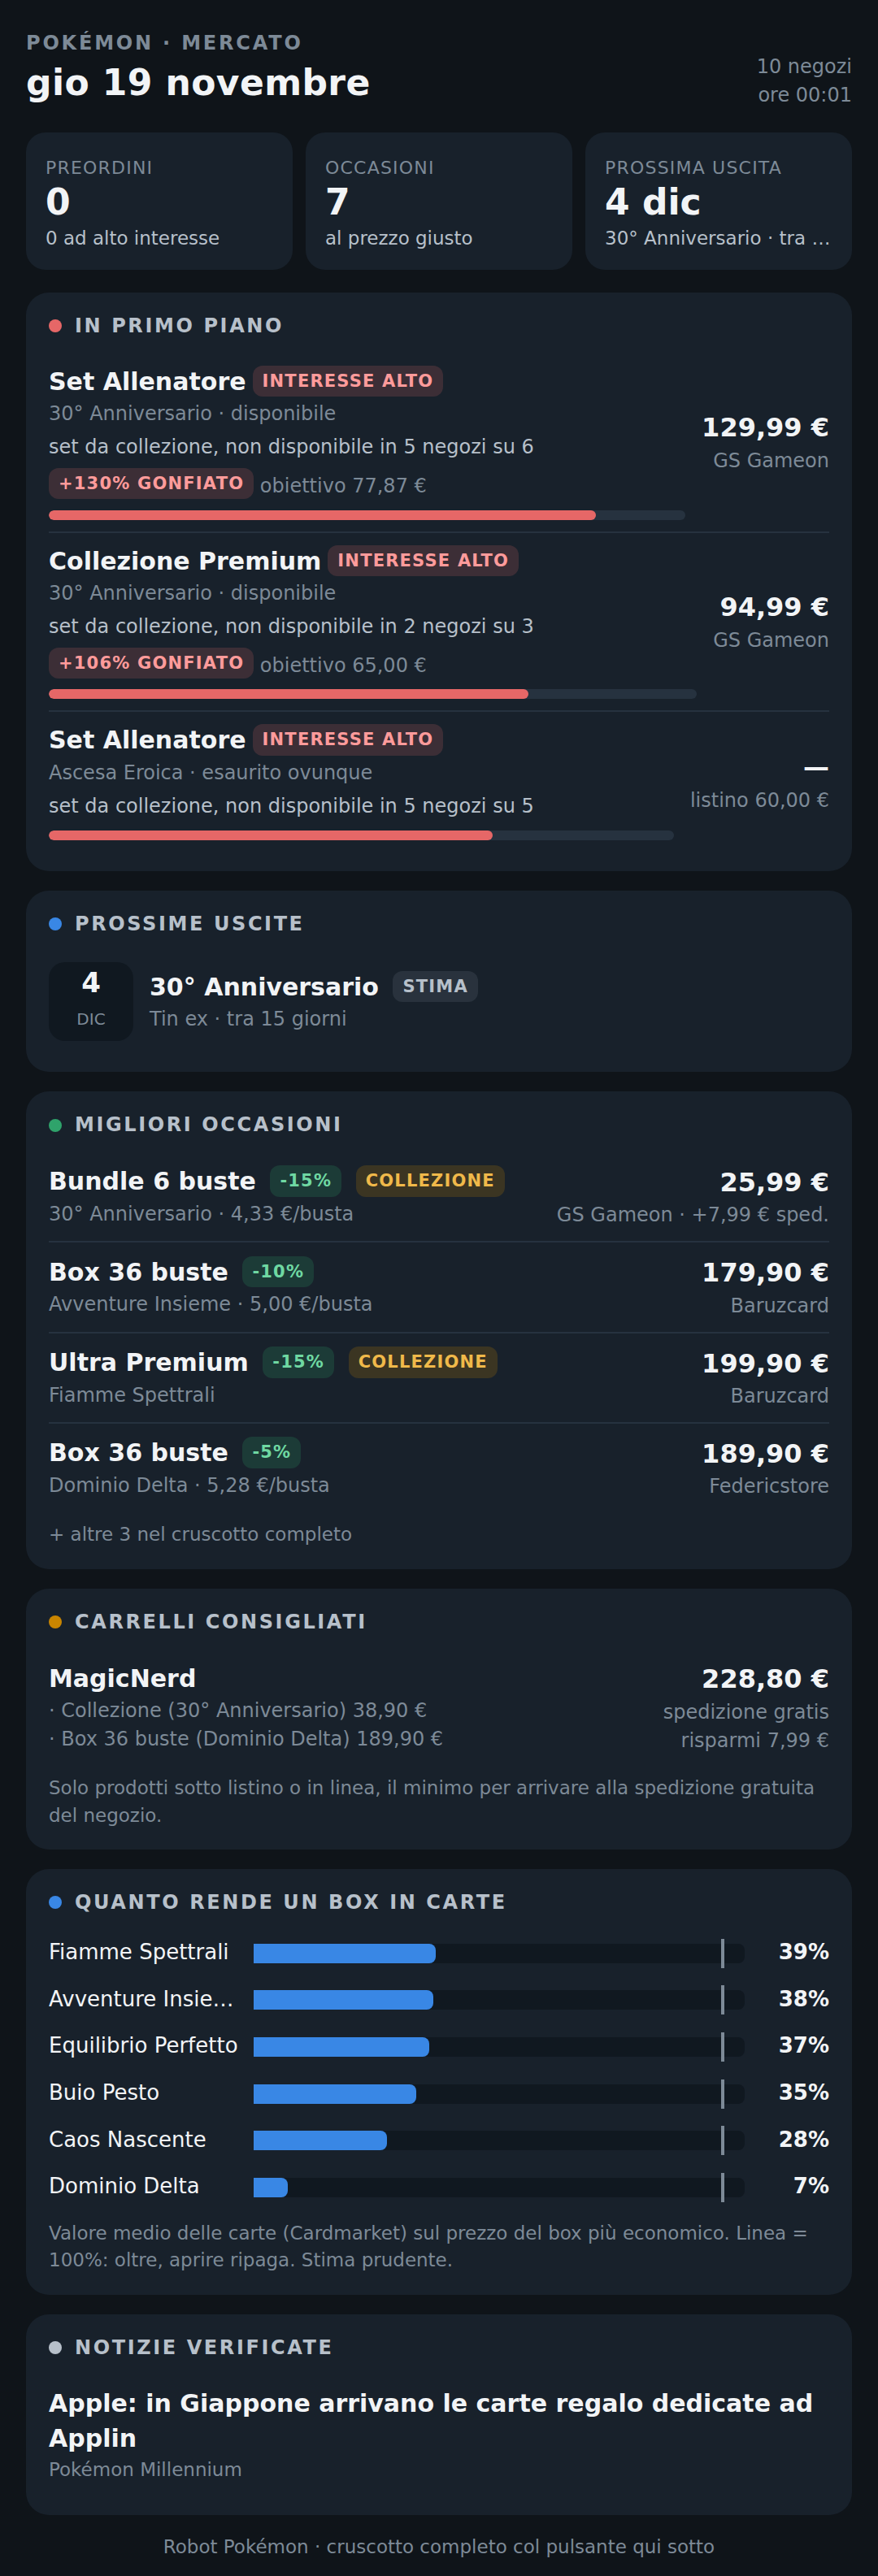 POKÉMON · MERCATO
gio 19 novembre
10 negozi
ore 00:01
PREORDINI
0
0 ad alto interesse
OCCASIONI
7
al prezzo giusto
PROSSIMA USCITA
4 dic
30° Anniversario · tra …
IN PRIMO PIANO
Set Allenatore INTERESSE ALTO
30° Anniversario · disponibile
set da collezione, non disponibile in 5 negozi su 6
+130% GONFIATO obiettivo 77,87 €
129,99 €
GS Gameon
Collezione Premium INTERESSE ALTO
30° Anniversario · disponibile
set da collezione, non disponibile in 2 negozi su 3
+106% GONFIATO obiettivo 65,00 €
94,99 €
GS Gameon
Set Allenatore INTERESSE ALTO
Ascesa Eroica · esaurito ovunque
set da collezione, non disponibile in 5 negozi su 5
—
listino 60,00 €
PROSSIME USCITE
4
DIC
30° Anniversario STIMA
Tin ex · tra 15 giorni
MIGLIORI OCCASIONI
Bundle 6 buste -15% COLLEZIONE
30° Anniversario · 4,33 €/busta
25,99 €
GS Gameon · +7,99 € sped.
Box 36 buste -10%
Avventure Insieme · 5,00 €/busta
179,90 €
Baruzcard
Ultra Premium -15% COLLEZIONE
Fiamme Spettrali
199,90 €
Baruzcard
Box 36 buste -5%
Dominio Delta · 5,28 €/busta
189,90 €
Federicstore
+ altre 3 nel cruscotto completo
CARRELLI CONSIGLIATI
MagicNerd
· Collezione (30° Anniversario) 38,90 €
· Box 36 buste (Dominio Delta) 189,90 €
228,80 €
spedizione gratis
risparmi 7,99 €
Solo prodotti sotto listino o in linea, il minimo per arrivare alla spedizione gratuita
del negozio.
QUANTO RENDE UN BOX IN CARTE
Fiamme Spettrali 39%
Avventure Insie… 38%
Equilibrio Perfetto 37%
Buio Pesto 35%
Caos Nascente 28%
Dominio Delta 7%
Valore medio delle carte (Cardmarket) sul prezzo del box più economico. Linea =
100%: oltre, aprire ripaga. Stima prudente.
NOTIZIE VERIFICATE
Apple: in Giappone arrivano le carte regalo dedicate ad
Applin
Pokémon Millennium
Robot Pokémon · cruscotto completo col pulsante qui sotto